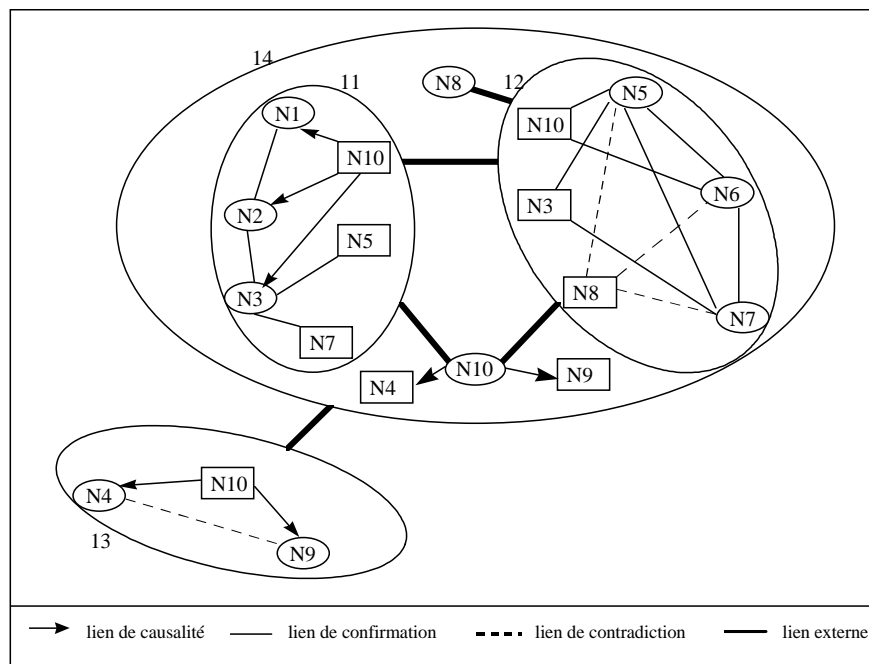 14
11
N8
12
N5
N1
N10
N10
N6
N2
N3
N5
N8
N3
N7
N7
N10
N4
N9
N10
N4
N9
13
lien de causalité
lien de confirmation
lien de contradiction
lien externe